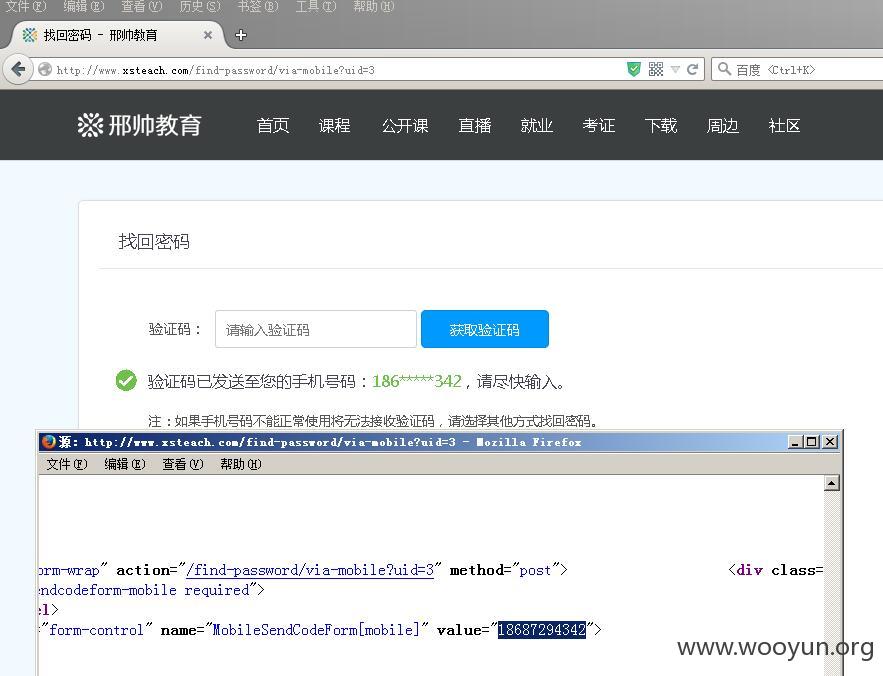 文件(F) 编辑(E) 查看(V) 历史(S) 书签(B) 工具(T) 帮助(H)
找回密码 - 邢帅教育 × +
http://www.xsteach.com/find-password/via-mobile?uid=3 百度 <Ctrl+K>
邢帅教育 首页 课程 公开课 直播 就业 考证 下载 周边 社区
找回密码
验证码： 请输入验证码 获取验证码
验证码已发送至您的手机号码：186*****342，请尽快输入。
注：如果手机号码不能正常使用将无法接收验证码，请选择其他方式找回密码。
源: http://www.xsteach.com/find-password/via-mobile?uid=3 - Mozilla Firefox
文件(F) 编辑(E) 查看(V) 帮助(H)
orm-wrap" action="/find-password/via-mobile?uid=3" method="post"> <div class=
endcodeform-mobile required">
el>
="form-control" name="MobileSendCodeForm[mobile]" value="18687294342">
www.wooyun.org